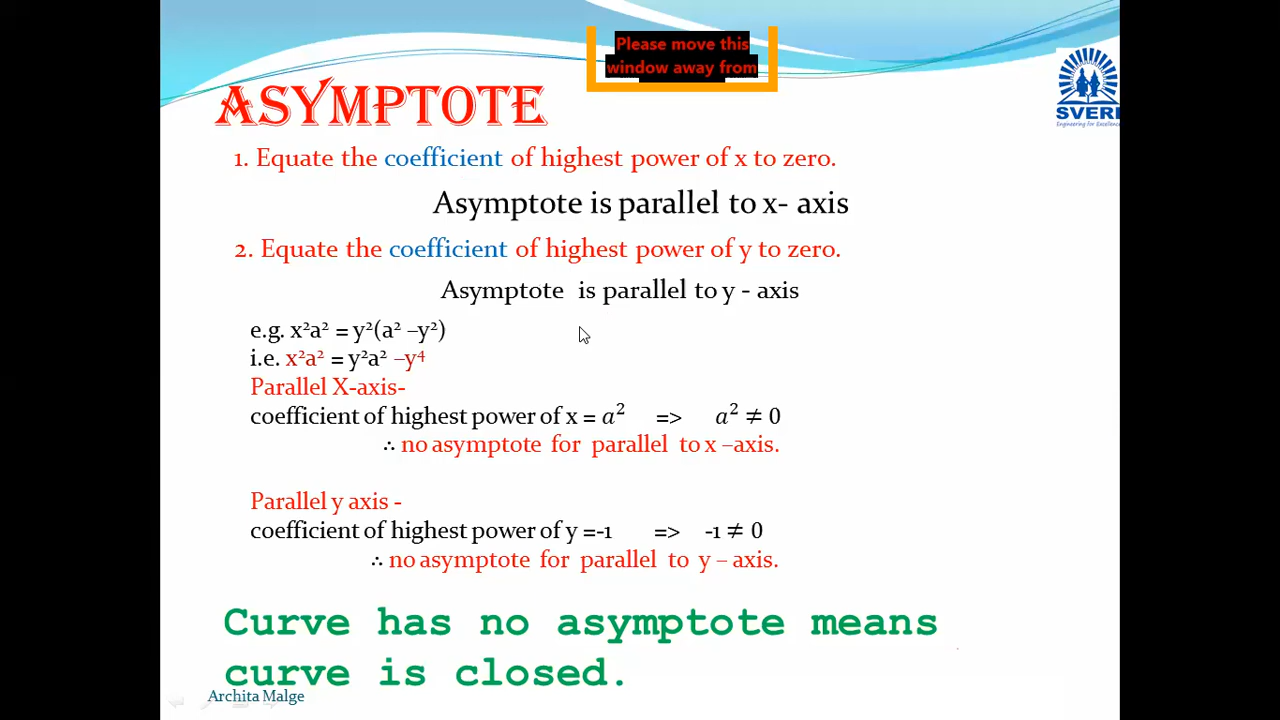 Please move this
window away from
ASYMPTOTE
SVERI
Engineering for Excellence
1. Equate the coefficient of highest power of x to zero.
Asymptote is parallel to x- axis
2. Equate the coefficient of highest power of y to zero.
Asymptote is parallel to y - axis
e.g. x²a² = y²(a² –y²)
i.e. x²a² = y²a² –y⁴
Parallel X-axis-
coefficient of highest power of x = a² => a² ≠ 0
∴ no asymptote for parallel to x –axis.
Parallel y axis -
coefficient of highest power of y =-1 => -1 ≠ 0
∴ no asymptote for parallel to y – axis.
Curve has no asymptote means
curve is closed.
Archita Malge